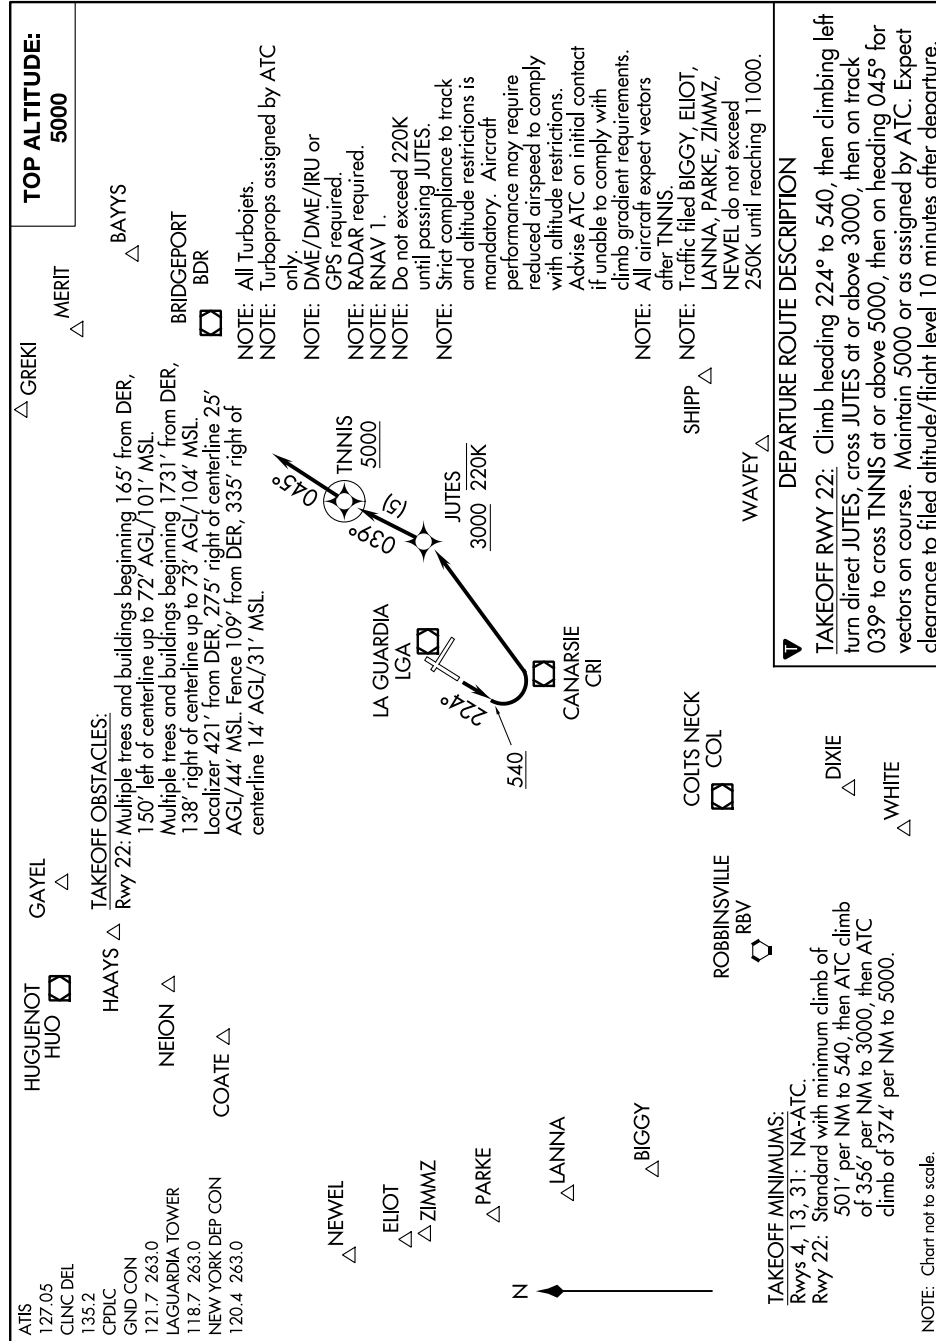 TOP ALTITUDE:
5000
ATIS
127.05
CLNC DEL
135.2
CPDLC
GND CON
121.7 263.0
LAGUARDIA TOWER
118.7 263.0
NEW YORK DEP CON
120.4 263.0
HUGUENOT
HUO
GAYEL
HAAYS
NEION
COATE
GREKI
MERIT
BAYYS
BRIDGEPORT
BDR
TAKEOFF OBSTACLES:
Rwy 22: Multiple trees and buildings beginning 165' from DER,
150' left of centerline up to 72' AGL/101' MSL.
Multiple trees and buildings beginning 1731' from DER,
138' right of centerline up to 73' AGL/104' MSL.
Localizer 421' from DER, 275' right of centerline 25'
AGL/44' MSL. Fence 109' from DER, 335' right of
centerline 14' AGL/31' MSL.
NOTE: All Turbojets.
NOTE: Turboprops assigned by ATC
only.
NOTE: DME/DME/IRU or
GPS required.
NOTE: RADAR required.
NOTE: RNAV 1.
NOTE: Do not exceed 220K
until passing JUTES.
NOTE: Strict compliance to track
and altitude restrictions is
mandatory. Aircraft
performance may require
reduced airspeed to comply
with altitude restrictions.
Advise ATC on initial contact
if unable to comply with
climb gradient requirements.
NOTE: All aircraft expect vectors
after TNNIS.
NOTE: Traffic filed BIGGY, ELIOT,
LANNA, PARKE, ZIMMZ,
NEWEL do not exceed
250K until reaching 11000.
045°
TNNIS
5000
(5)
039°
JUTES
3000 220K
LA GUARDIA
LGA
224°
540
CANARSIE
CRI
NEWEL
ELIOT
ZIMMZ
PARKE
LANNA
BIGGY
N
COLTS NECK
COL
ROBBINSVILLE
RBV
DIXIE
WHITE
SHIPP
WAVEY
TAKEOFF MINIMUMS:
Rwys 4, 13, 31: NA-ATC.
Rwy 22: Standard with minimum climb of
501' per NM to 540, then ATC climb
of 356' per NM to 3000, then ATC
climb of 374' per NM to 5000.
NOTE: Chart not to scale.
T
DEPARTURE ROUTE DESCRIPTION
TAKEOFF RWY 22: Climb heading 224° to 540, then climbing left
turn direct JUTES, cross JUTES at or above 3000, then on track
039° to cross TNNIS at or above 5000, then on heading 045° for
vectors on course. Maintain 5000 or as assigned by ATC. Expect
clearance to filed altitude/flight level 10 minutes after departure.